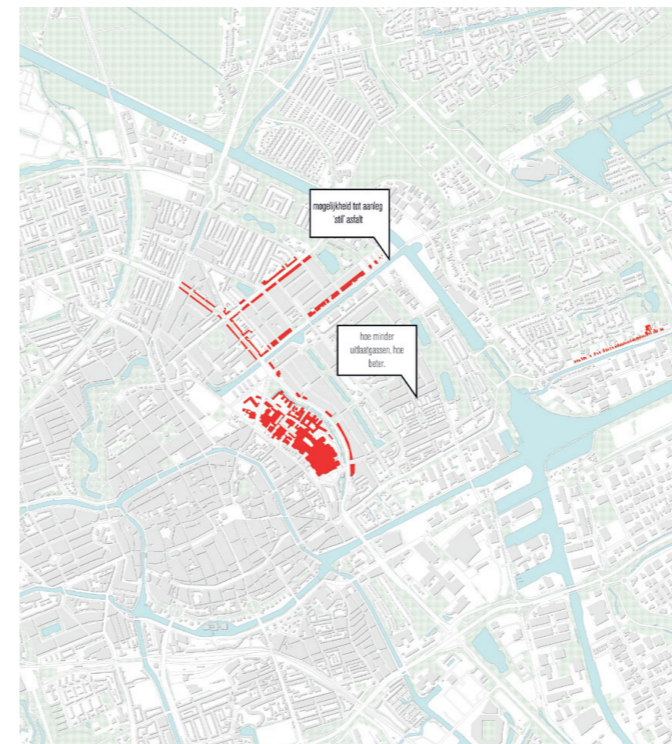 mogelijkheid tot aanleg
'stil' asfalt
hoe minder
uitlaatgassen, hoe
beter.